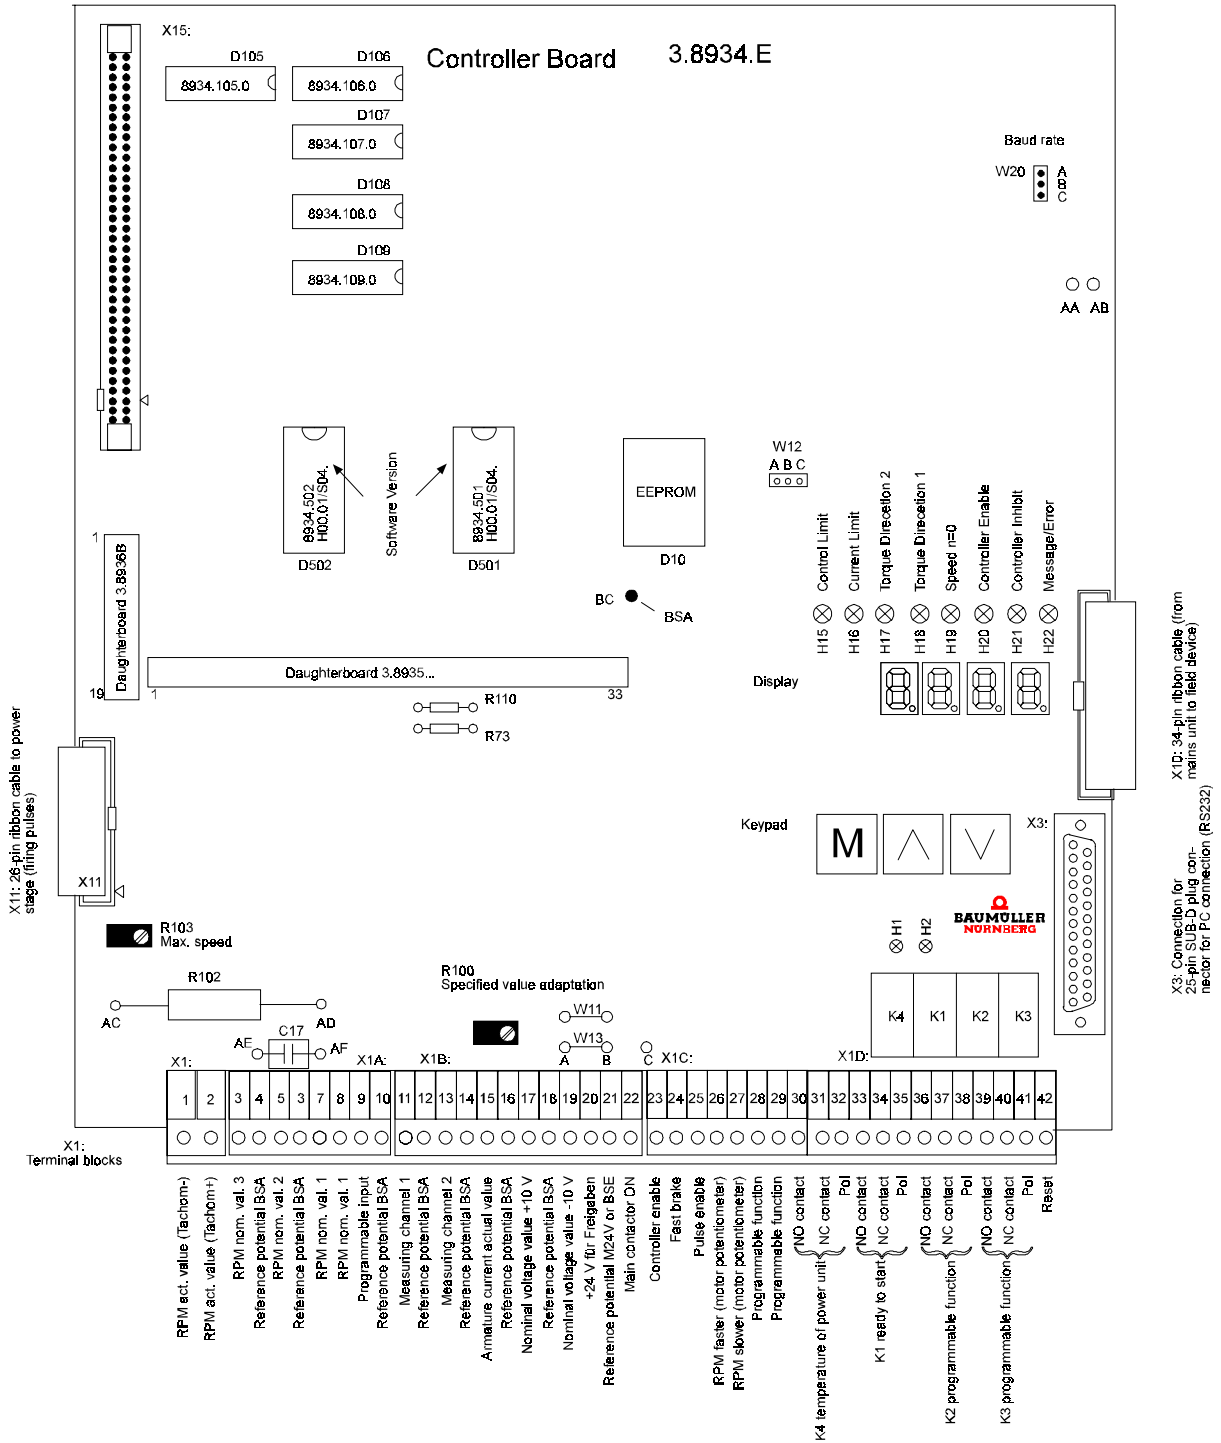 X15:
Controller Board
3.8934.E
D105
8934.105.0
D106
8934.106.0
D107
8934.107.0
D108
8934.108.0
D109
8934.109.0
Baud rate
W20
A
B
C
AA
AB
8934.502
H00.01/S04.
D502
Software Version
8934.501
H00.01/S04.
D501
EEPROM
D10
W12
A B C
BC
BSA
Control Limit
Current Limit
Torque Direcetion 2
Torque Direcetion 1
Speed n=0
Controller Enable
Controller Inhibit
Message/Error
H15
H16
H17
H18
H19
H20
H21
H22
1
Daughterboard 3.8936B
19
Daughterboard 3.8935...
1
33
R110
R73
Display
X10: 34-pin ribbon cable (from
mains unit to field device)
X11: 26-pin ribbon cable to power
stage (firing pulses)
X11
Keypad
M
X3:
X3: Connection for
25-pin SUB-D plug con-
nector for PC connection (RS232)
BAUMÜLLER
NÜRNBERG
H1
H2
R103
Max. speed
R102
AC
AD
R100
Specified value adaptation
W11
W13
A
B
C
AE
C17
AF
K4
K1
K2
K3
X1:
X1A:
X1B:
X1C:
X1D:
1 2 3 4 5 3 7 8 9 10 11 12 13 14 15 16 17 18 19 20 21 22 23 24 25 26 27 28 29 30 31 32 33 34 35 36 37 38 39 40 41 42
X1:
Terminal blocks
RPM act. value (Tachom-)
RPM act. value (Tachom+)
RPM nom. val. 3
Reference potential BSA
RPM nom. val. 2
Reference potential BSA
RPM nom. val. 1
RPM nom. val. 1
Programmable input
Reference potential BSA
Measuring channel 1
Reference potential BSA
Measuring channel 2
Reference potential BSA
Armature current actual value
Reference potential BSA
Nominal voltage value +10 V
Reference potential BSA
Nominal voltage value -10 V
+24 V für Freigaben
Reference potential M24V or BSE
Main contactor ON
Controller enable
Fast brake
Pulse enable
RPM faster (motor potentiometer)
RPM slower (motor potentiometer)
Programmable function
Programmable function
NO contact
NC contact
Pol
NO contact
NC contact
Pol
NO contact
NC contact
Pol
NO contact
NC contact
Pol
Reset
K4 temperature of power unit
K1 ready to start
K2 programmable function
K3 programmable function